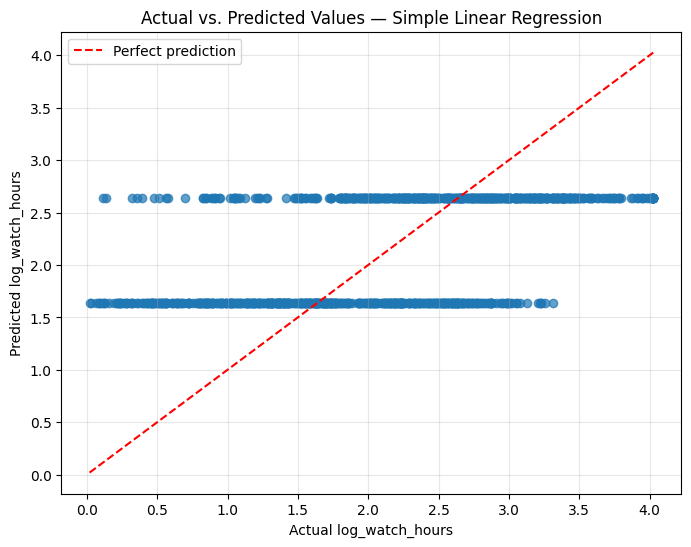 Actual vs. Predicted Values — Simple Linear Regression
Perfect prediction
Predicted log_watch_hours
4.0
3.5
3.0
2.5
2.0
1.5
1.0
0.5
0.0
0.0 0.5 1.0 1.5 2.0 2.5 3.0 3.5 4.0
Actual log_watch_hours